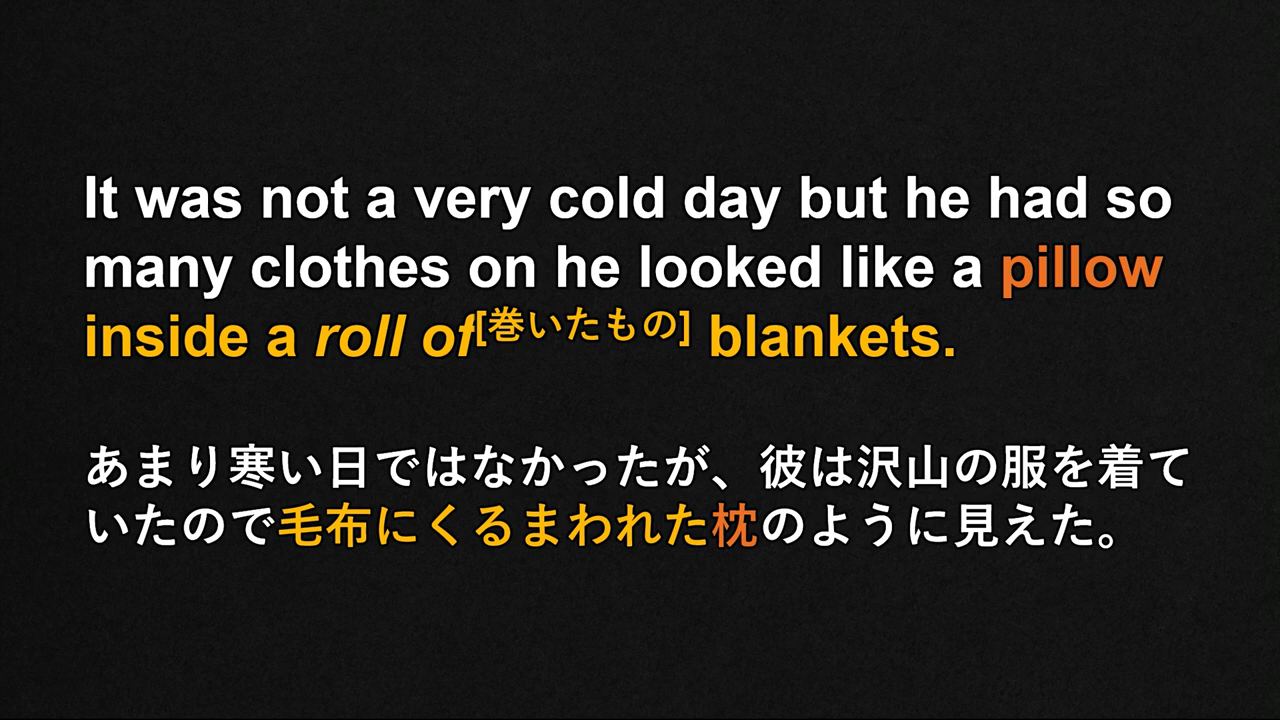 It was not a very cold day but he had so
many clothes on he looked like a pillow
inside a roll of[巻いたもの] blankets.
あまり寒い日ではなかったが、彼は沢山の服を着て
いたので毛布にくるまわれた枕のように見えた。